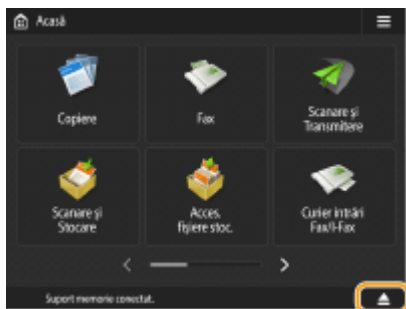 Acasă
Copiere
Fax
Scanare și
Transmitere
Scanare și
Stocare
Acces.
fișiere stoc.
Curier intrări
Fax/I-Fax
Suport memorie conectat.